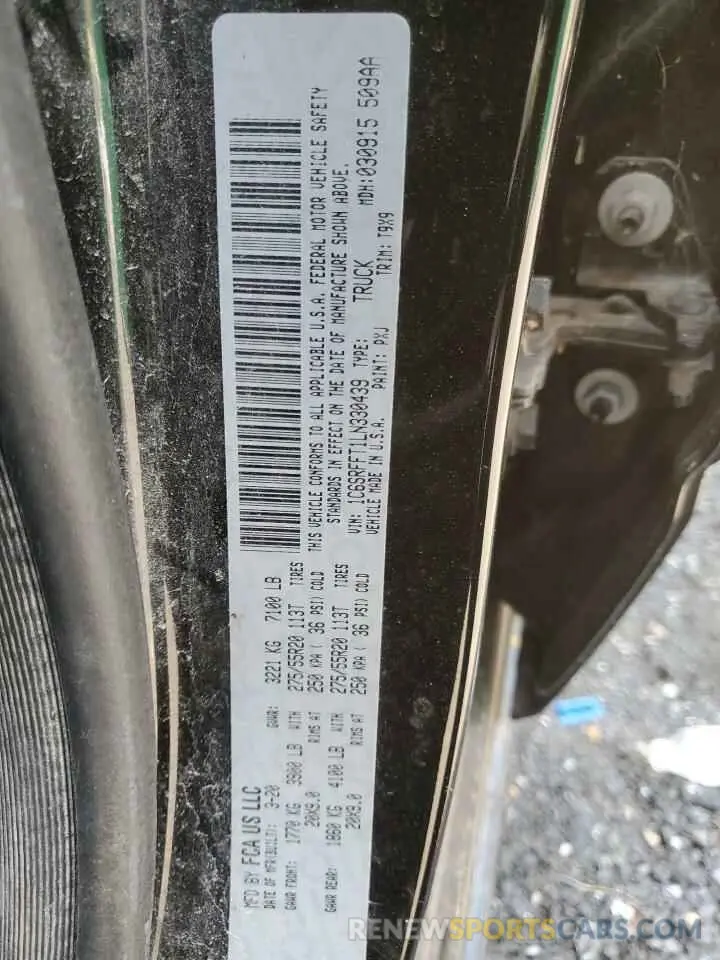 MFD BY FCA US LLC
DATE OF MFR(BUILT): 3-20 GVWR: 3221 KG 7100 LB
GAWR FRONT: 1770 KG 3900 LB WITH 275/55R20 113T TIRES
20X9.0 RIMS AT 250 KPA ( 36 PSI) COLD
GAWR REAR: 1860 KG 4100 LB WITH 275/55R20 113T TIRES
20X9.0 RIMS AT 250 KPA ( 36 PSI) COLD
THIS VEHICLE CONFORMS TO ALL APPLICABLE U.S.A. FEDERAL MOTOR VEHICLE SAFETY
STANDARDS IN EFFECT ON THE DATE OF MANUFACTURE SHOWN ABOVE.
VIN: 1C6SRFFT1LN330439 TYPE: TRUCK MDH:030915 509AA
VEHICLE MADE IN U.S.A. PAINT: PXJ TRIM: T9X9
RENEWSPORTSCARS.COM